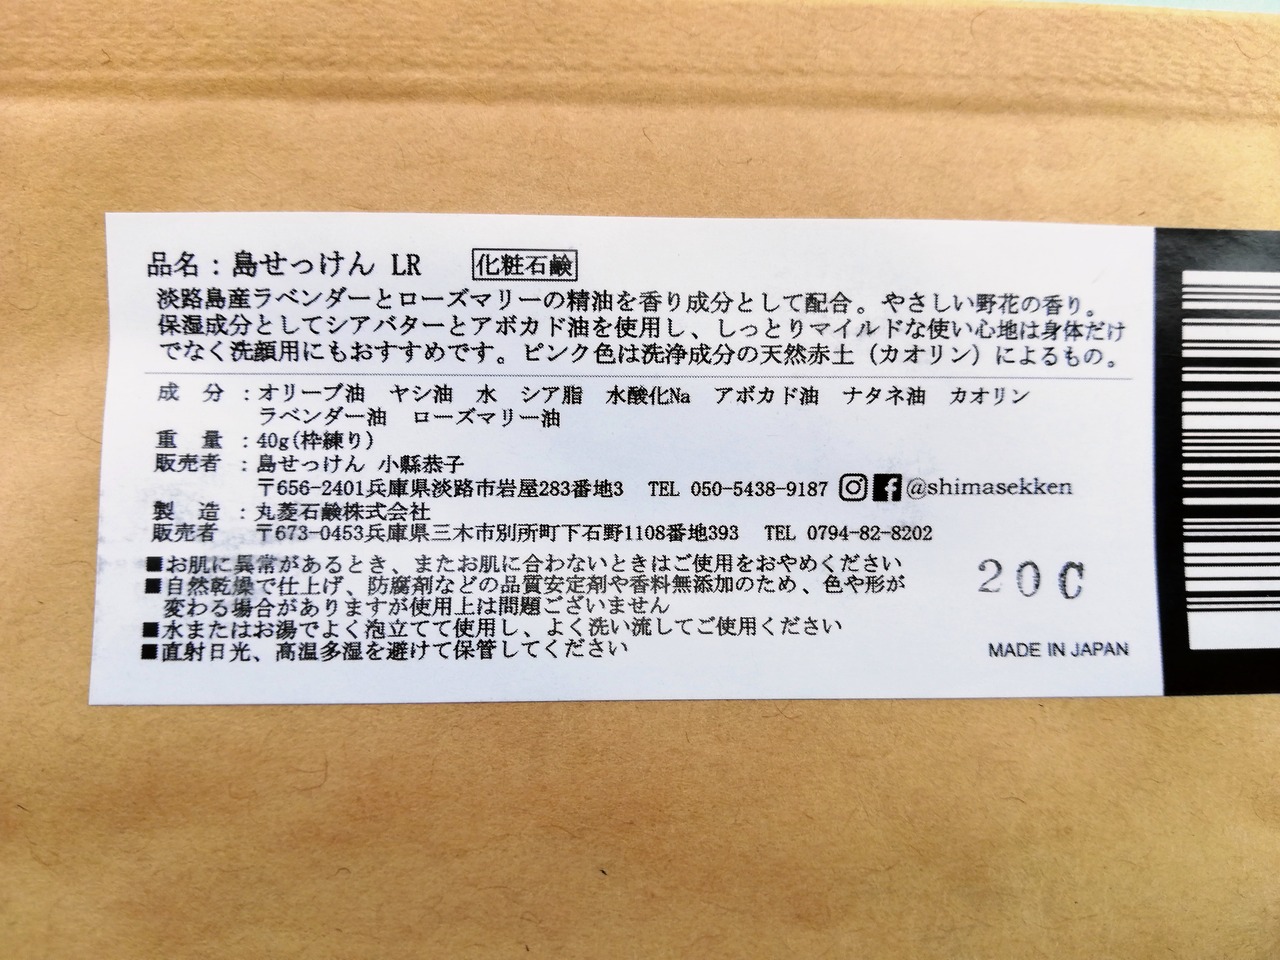 品名：島せっけん LR 化粧石鹸
淡路島産ラベンダーとローズマリーの精油を香り成分として配合。やさしい野花の香り。
保湿成分としてシアバターとアボカド油を使用し、しっとりマイルドな使い心地は身体だけ
でなく洗顔用にもおすすめです。ピンク色は洗浄成分の天然赤土（カオリン）によるもの。
成 分：オリーブ油 ヤシ油 水 シア脂 水酸化Na アボカド油 ナタネ油 カオリン
ラベンダー油 ローズマリー油
重 量：40g(枠練り)
販売者：島せっけん 小縣恭子
〒656-2401兵庫県淡路市岩屋283番地3 TEL 050-5438-9187 @shimasekken
製 造：丸菱石鹸株式会社
販売者 〒673-0453兵庫県三木市別所町下石野1108番地393 TEL 0794-82-8202
■お肌に異常があるとき、またお肌に合わないときはご使用をおやめください
■自然乾燥で仕上げ、防腐剤などの品質安定剤や香料無添加のため、色や形が
変わる場合がありますが使用上は問題ございません
■水またはお湯でよく泡立てて使用し、よく洗い流してご使用ください
■直射日光、高温多湿を避けて保管してください
20C
MADE IN JAPAN